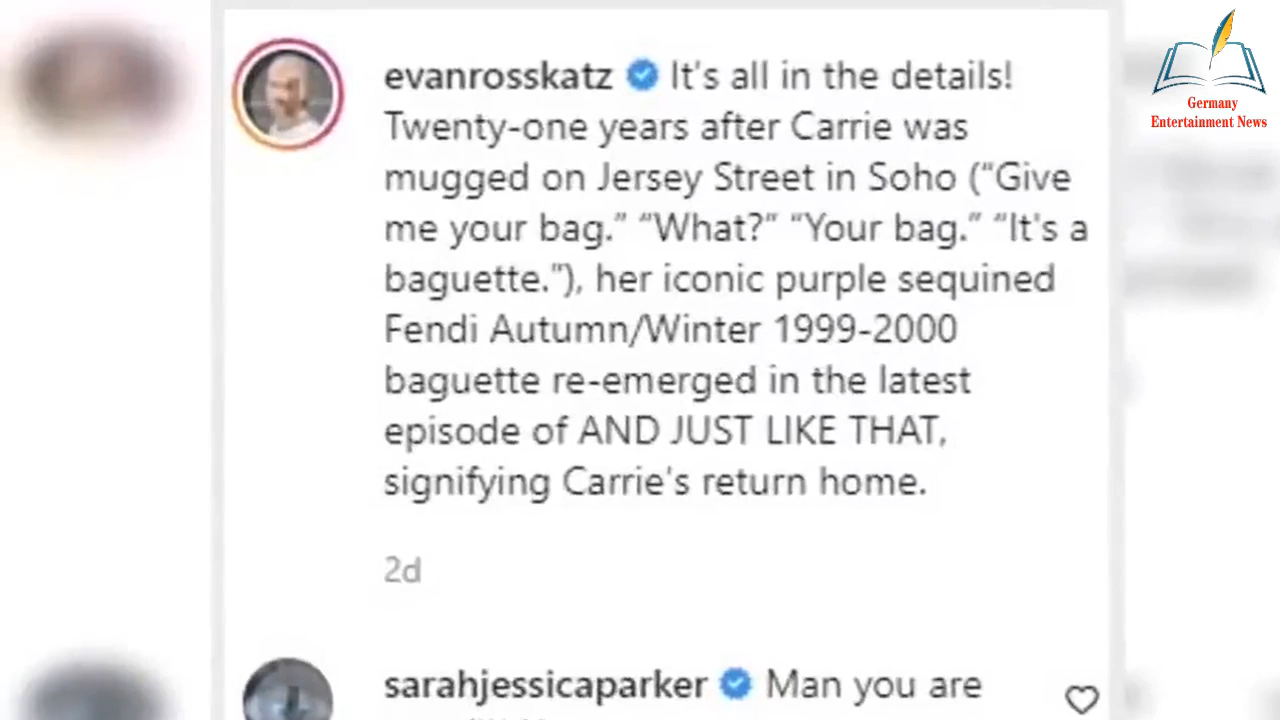 evanrosskatz It's all in the details!
Twenty-one years after Carrie was
mugged on Jersey Street in Soho (“Give
me your bag.” “What?” “Your bag.” “It's a
baguette.”), her iconic purple sequined
Fendi Autumn/Winter 1999-2000
baguette re-emerged in the latest
episode of AND JUST LIKE THAT,
signifying Carrie's return home.
2d
sarahjessicaparker Man you are
Germany
Entertainment News